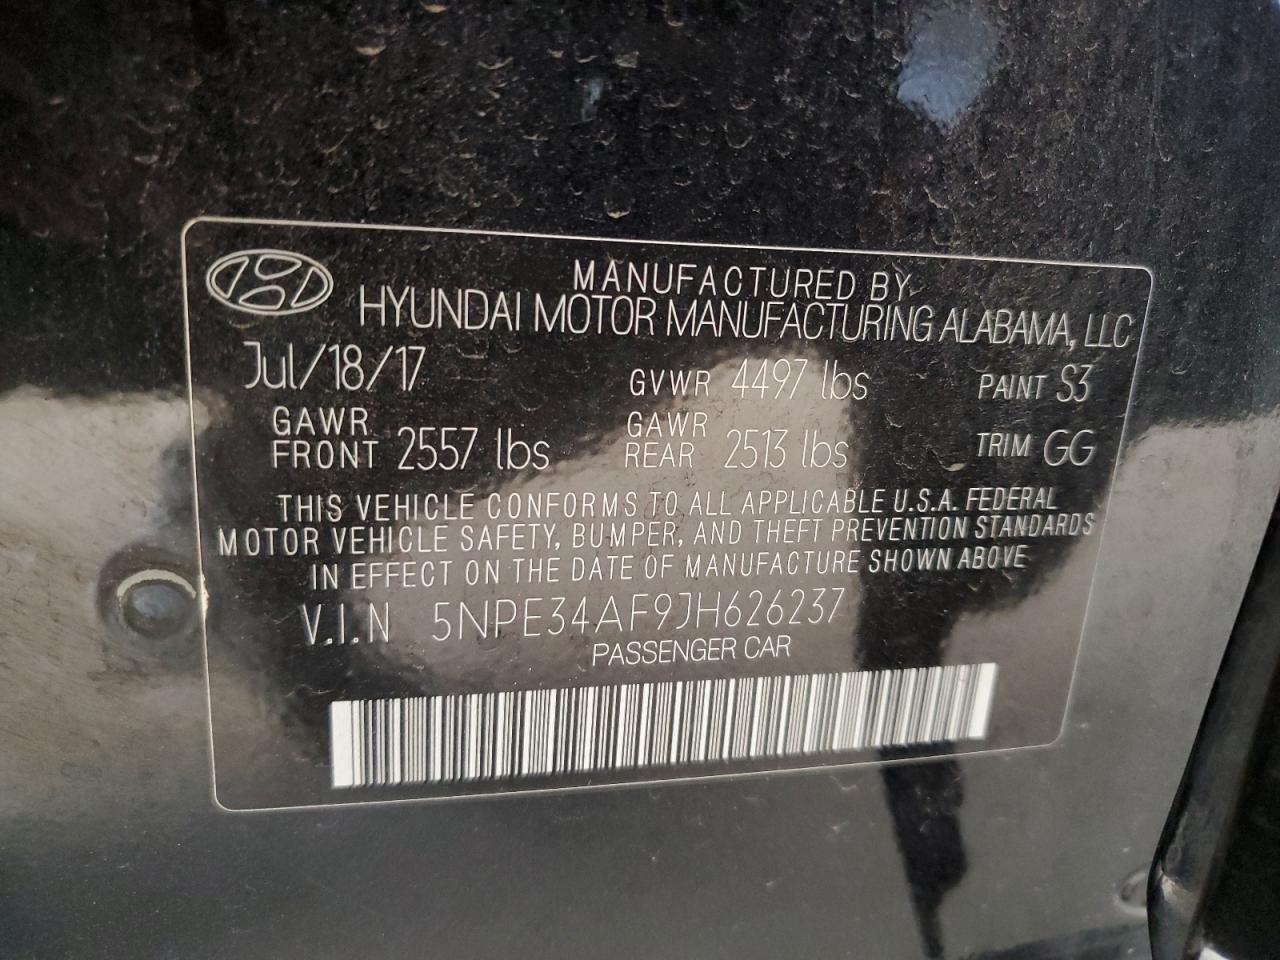 MANUFACTURED BY
HYUNDAI MOTOR MANUFACTURING ALABAMA, LLC
Jul/18/17 GVWR 4497 lbs PAINT S3
GAWR FRONT 2557 lbs GAWR REAR 2513 lbs TRIM GG
THIS VEHICLE CONFORMS TO ALL APPLICABLE U.S.A. FEDERAL
MOTOR VEHICLE SAFETY, BUMPER, AND THEFT PREVENTION STANDARDS
IN EFFECT ON THE DATE OF MANUFACTURE SHOWN ABOVE
V.I.N 5NPE34AF9JH626237
PASSENGER CAR